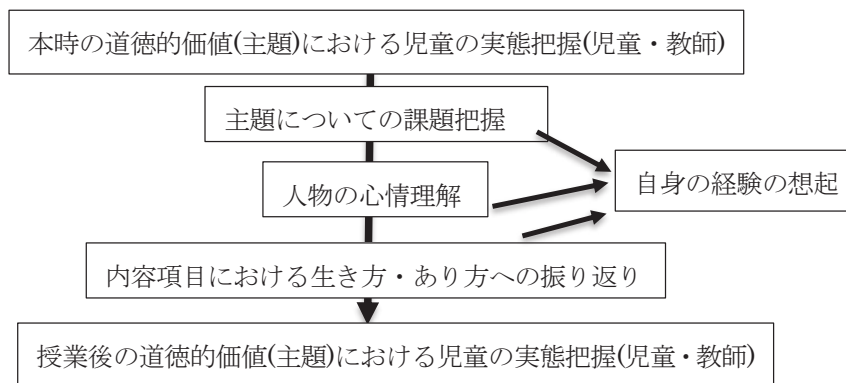 本時の道徳的価値(主題)における児童の実態把握(児童・教師)
主題についての課題把握
人物の心情理解
自身の経験の想起
内容項目における生き方・あり方への振り返り
授業後の道徳的価値(主題)における児童の実態把握(児童・教師)